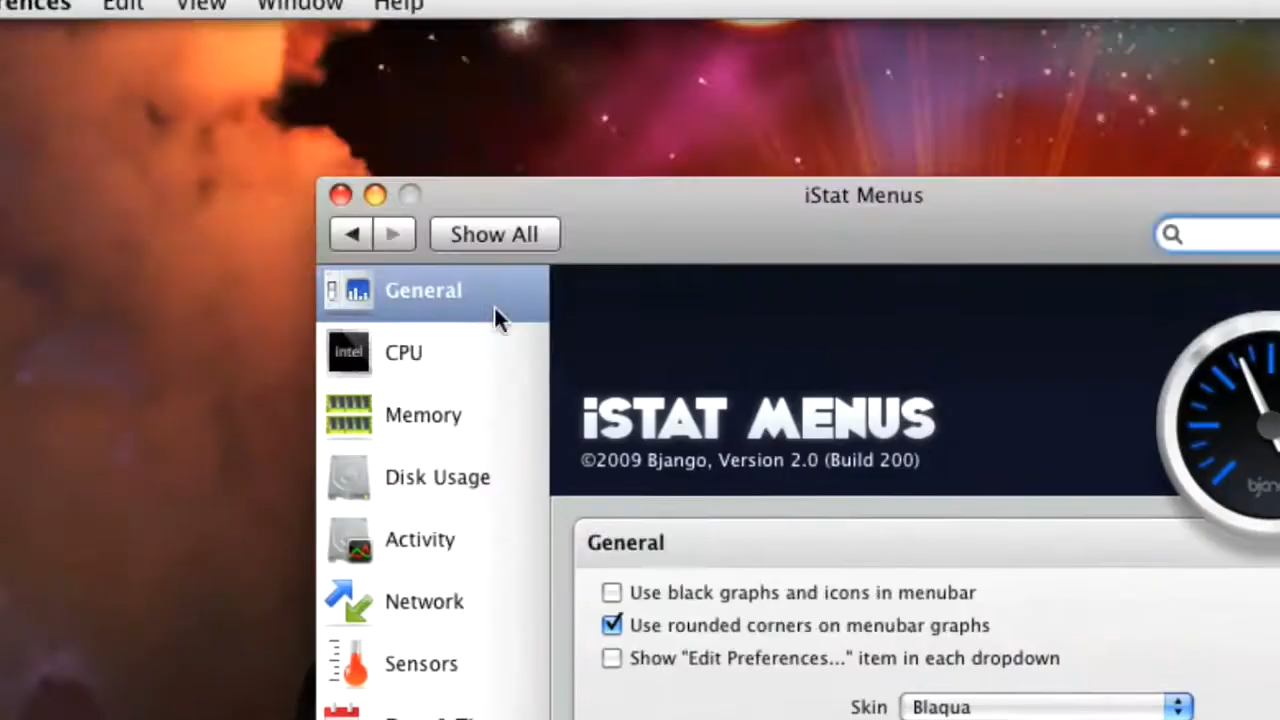 Edit View Window Help
iStat Menus
Show All
General
intel
CPU
Memory
Disk Usage
Activity
Network
Sensors
iSTAT MENUS
©2009 Bjango, Version 2.0 (Build 200)
General
Use black graphs and icons in menubar
Use rounded corners on menubar graphs
Show "Edit Preferences..." item in each dropdown
Skin Blaqua